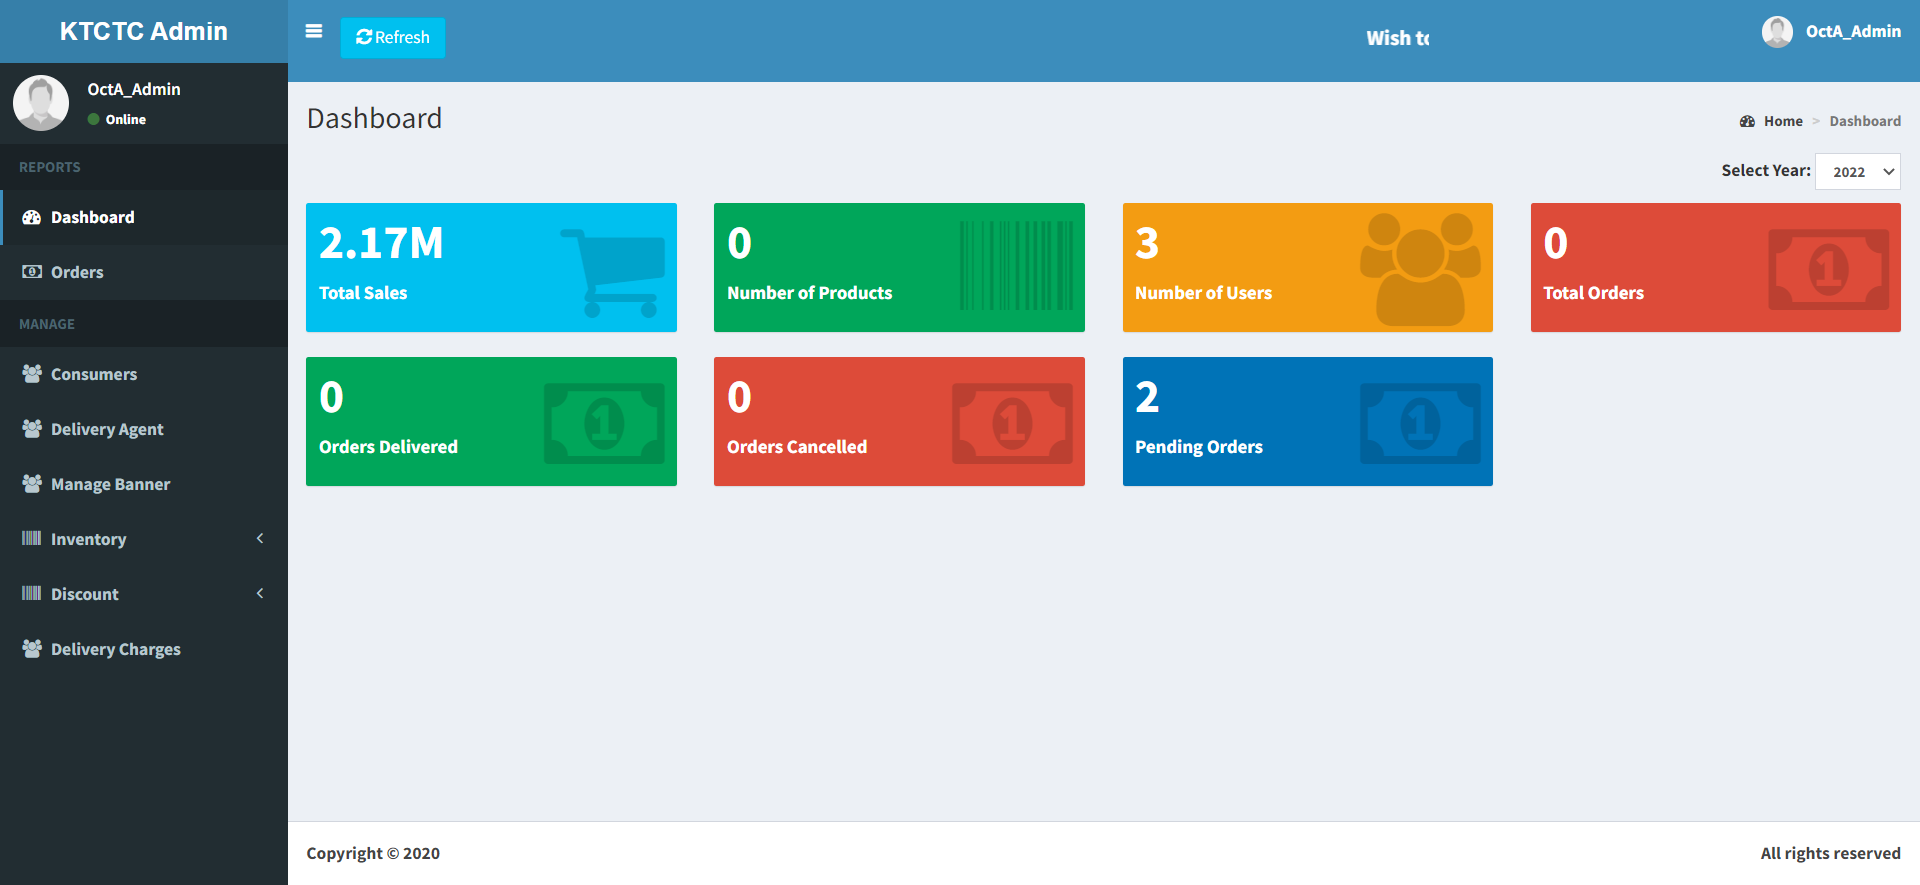 KTCTC Admin
Refresh
Wish
OctA_Admin
OctA_Admin
Online
REPORTS
Dashboard
Orders
MANAGE
Consumers
Delivery Agent
Manage Banner
Inventory
Discount
Delivery Charges
Dashboard
Home > Dashboard
Select Year: 2022
2.17M
Total Sales
0
Number of Products
3
Number of Users
0
Total Orders
0
Orders Delivered
0
Orders Cancelled
2
Pending Orders
Copyright © 2020
All rights reserved